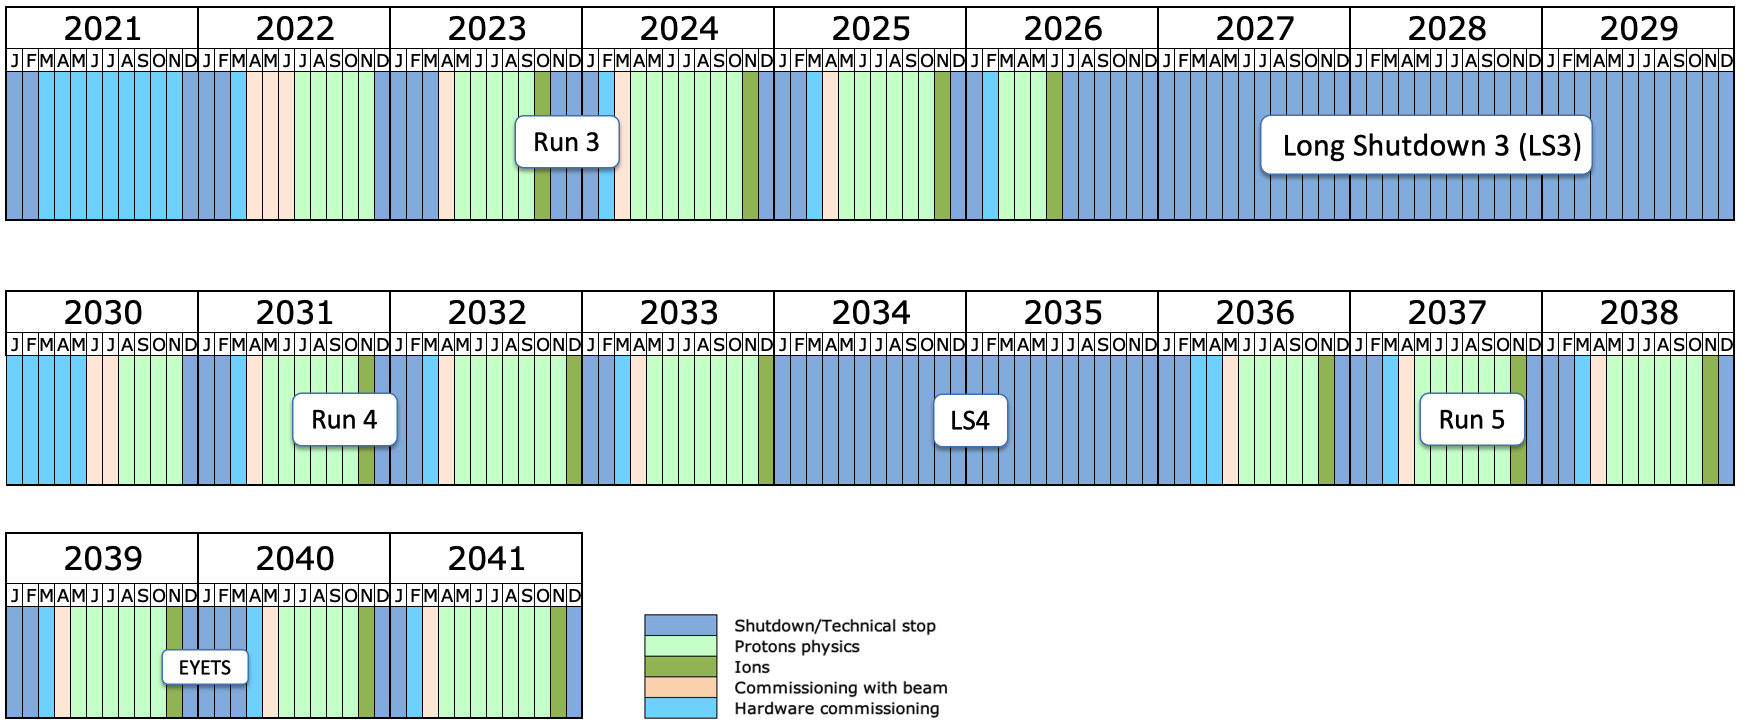 2021 2022 2023 2024 2025 2026 2027 2028 2029
J F M A M J J A S O N D J F M A M J J A S O N D J F M A M J J A S O N D J F M A M J J A S O N D J F M A M J J A S O N D J F M A M J J A S O N D J F M A M J J A S O N D J F M A M J J A S O N D J F M A M J J A S O N D
Run 3 Long Shutdown 3 (LS3)
2030 2031 2032 2033 2034 2035 2036 2037 2038
J F M A M J J A S O N D J F M A M J J A S O N D J F M A M J J A S O N D J F M A M J J A S O N D J F M A M J J A S O N D J F M A M J J A S O N D J F M A M J J A S O N D J F M A M J J A S O N D J F M A M J J A S O N D
Run 4 LS4 Run 5
2039 2040 2041
J F M A M J J A S O N D J F M A M J J A S O N D J F M A M J J A S O N D
EYETS
Shutdown/Technical stop
Protons physics
Ions
Commissioning with beam
Hardware commissioning